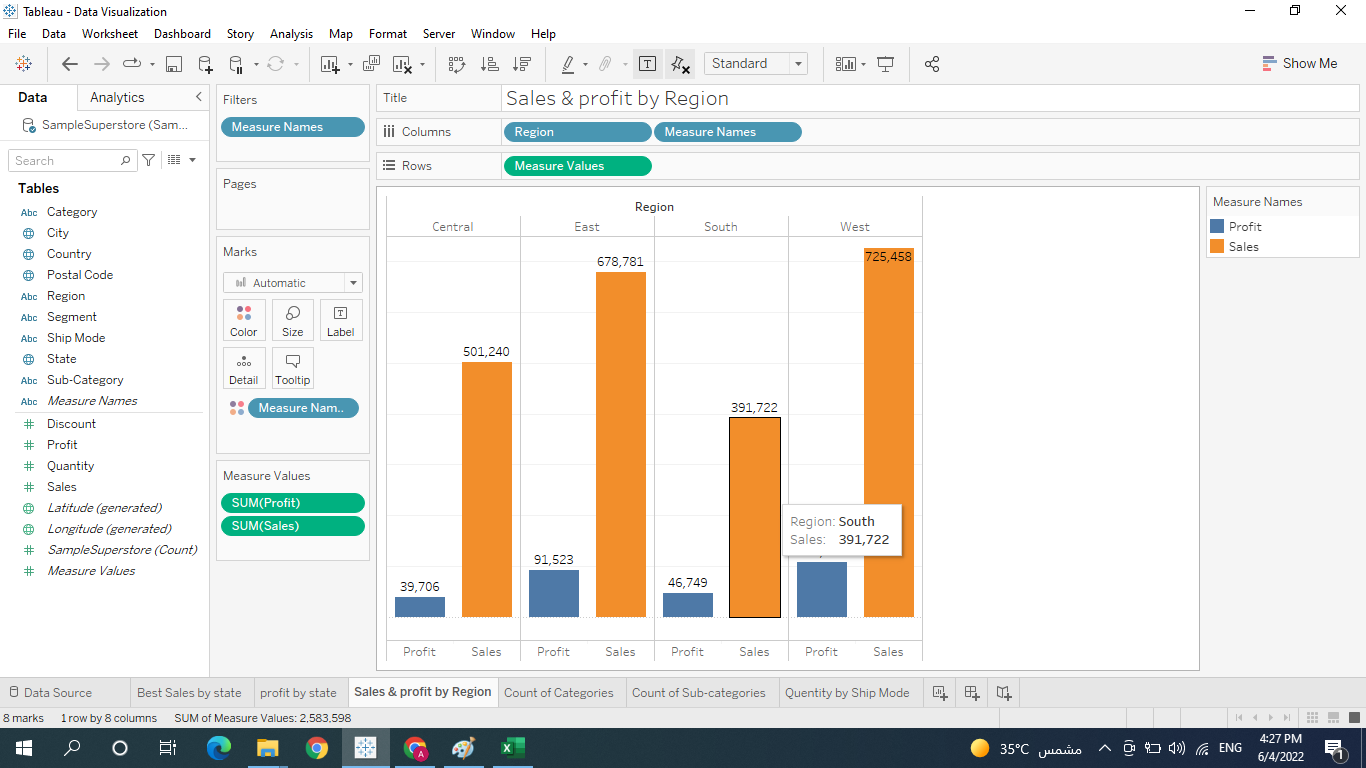 Tableau - Data Visualization
File Data Worksheet Dashboard Story Analysis Map Format Server Window Help
Standard
Show Me
Data Analytics
SampleSuperstore (Sam...
Search
Tables
Abc Category
City
Country
Postal Code
Abc Region
Abc Segment
Abc Ship Mode
State
Abc Sub-Category
Abc Measure Names
# Discount
# Profit
# Quantity
# Sales
Latitude (generated)
Longitude (generated)
# SampleSuperstore (Count)
# Measure Values
Filters
Measure Names
Pages
Marks
Automatic
Color Size Label
Detail Tooltip
Measure Nam..
Measure Values
SUM(Profit)
SUM(Sales)
Title Sales & profit by Region
Columns Region Measure Names
Rows Measure Values
Region
Central East South West
725,458
678,781
501,240
391,722
91,523
46,749
39,706
Region: South
Sales: 391,722
Profit Sales Profit Sales Profit Sales Profit Sales
Measure Names
Profit
Sales
Data Source Best Sales by state profit by state Sales & profit by Region Count of Categories Count of Sub-categories Quentity by Ship Mode
8 marks 1 row by 8 columns SUM of Measure Values: 2,583,598
35°C مشمس ENG 4:27 PM
6/4/2022
1